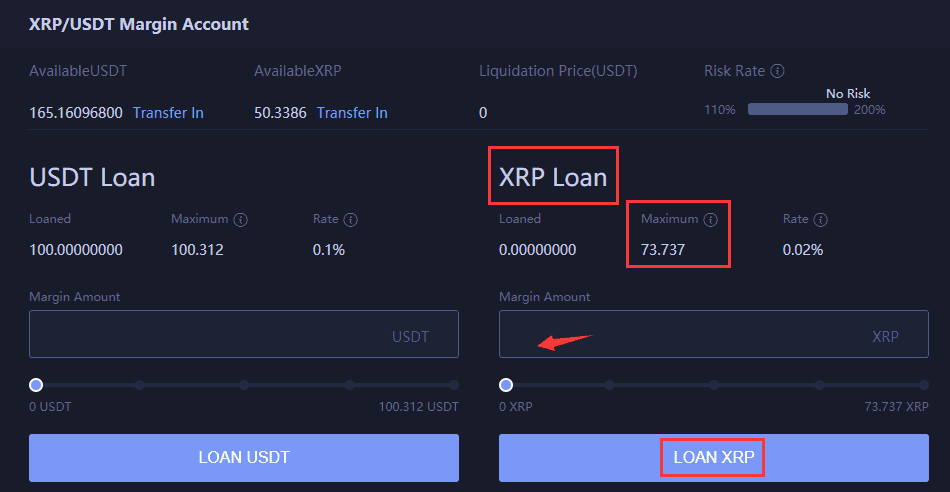 XRP/USDT Margin Account
AvailableUSDT AvailableXRP Liquidation Price(USDT) Risk Rate
No Risk
165.16096800 Transfer In 50.3386 Transfer In 0 110% 200%
USDT Loan XRP Loan
Loaned Maximum Rate Loaned Maximum Rate
100.00000000 100.312 0.1% 0.00000000 73.737 0.02%
Margin Amount Margin Amount
USDT XRP
0 USDT 100.312 USDT 0 XRP 73.737 XRP
LOAN USDT LOAN XRP